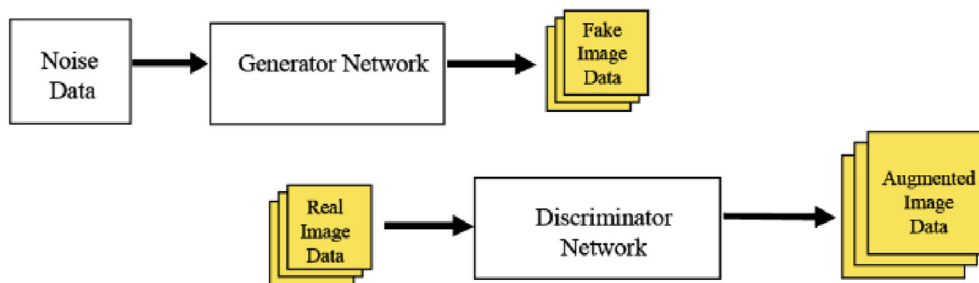 Noise
Data
Generator Network
Fake
Image
Data
Real
Image
Data
Discriminator
Network
Augmented
Image
Data